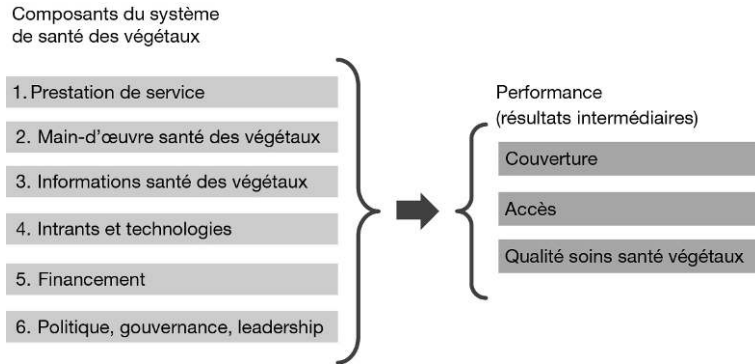 Composants du système
de santé des végétaux
1. Prestation de service
2. Main-d'œuvre santé des végétaux
3. Informations santé des végétaux
4. Intrants et technologies
5. Financement
6. Politique, gouvernance, leadership
Performance
(résultats intermédiaires)
Couverture
Accès
Qualité soins santé végétaux